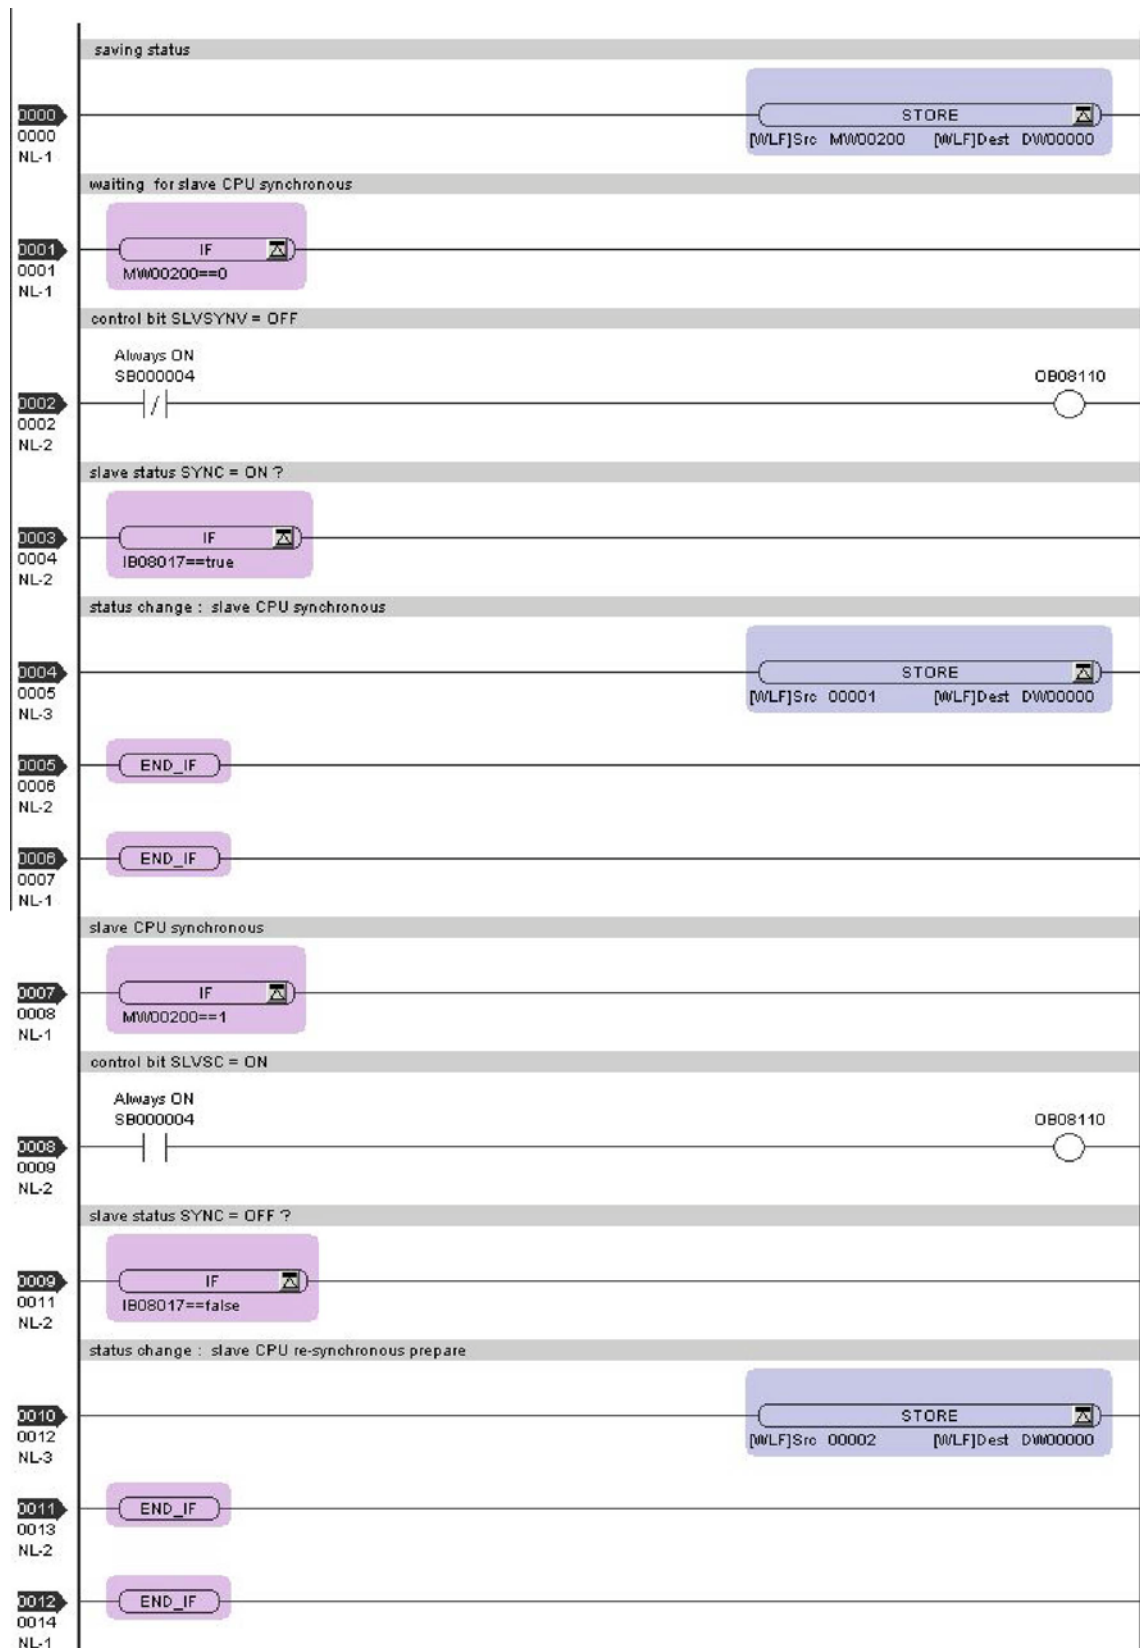 saving status
0000
STORE
0000
[WLF]Src MW00200 [WLF]Dest DW00000
NL-1
waiting for slave CPU synchronous
0001
IF
0001
MW00200==0
NL-1
control bit SLVSYNV = OFF
Always ON
SB000004
OB08110
0002
0002
NL-2
slave status SYNC = ON ?
0003
IF
0004
IB08017==true
NL-2
status change : slave CPU synchronous
0004
STORE
0005
[WLF]Src 00001 [WLF]Dest DW00000
NL-3
0005
END_IF
0006
NL-2
0006
END_IF
0007
NL-1
slave CPU synchronous
0007
IF
0008
MW00200==1
NL-1
control bit SLVSC = ON
Always ON
SB000004
OB08110
0008
0009
NL-2
slave status SYNC = OFF ?
0009
IF
0011
IB08017==false
NL-2
status change : slave CPU re-synchronous prepare
0010
STORE
0012
[WLF]Src 00002 [WLF]Dest DW00000
NL-3
0011
END_IF
0013
NL-2
0012
END_IF
0014
NL-1